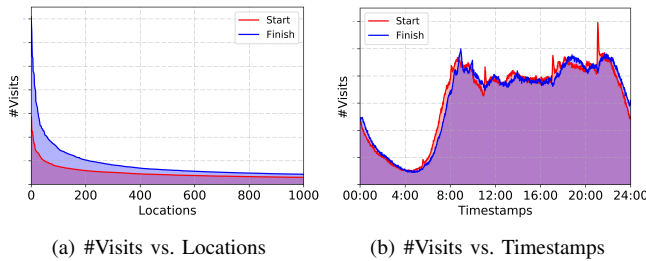 Start
Finish
#Visits
0
200
400
600
800
1000
Locations
(a) #Visits vs. Locations
Start
Finish
#Visits
00:00
4:00
8:00
12:00
16:00
20:00
24:00
Timestamps
(b) #Visits vs. Timestamps